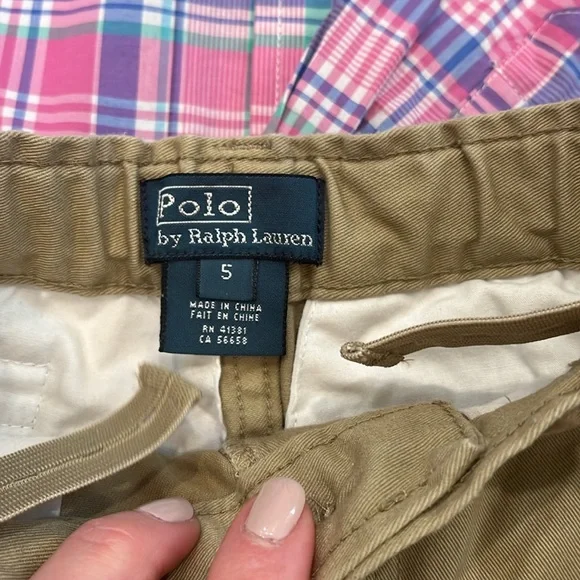 Polo
by Ralph Lauren
5
MADE IN CHINA
FAIT EN CHINE
RN 41381
CA 56658